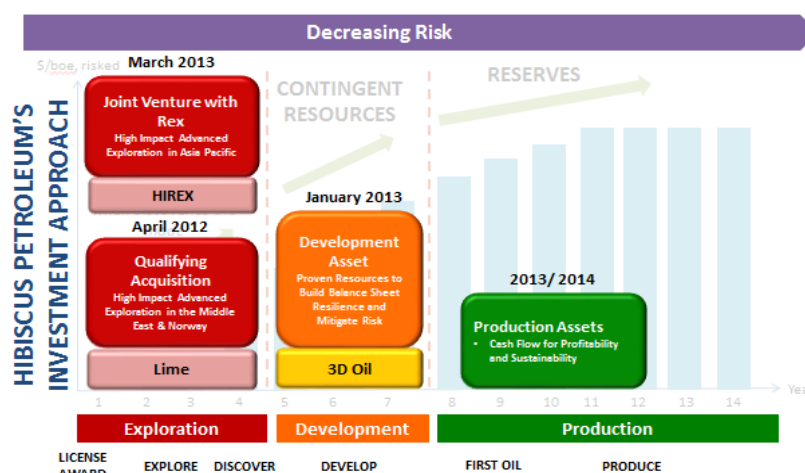 Decreasing Risk
HIBISCUS PETROLEUM'S
INVESTMENT APPROACH
$/boe, risked
March 2013
Joint Venture with
Rex
High Impact Advanced
Exploration in Asia Pacific
HIREX
April 2012
Qualifying
Acquisition
High Impact Advanced
Exploration in the Middle
East & Norway
Lime
CONTINGENT
RESOURCES
January 2013
Development
Asset
Proven Resources to
Build Balance Sheet
Resilience and
Mitigate Risk
3D Oil
RESERVES
2013/ 2014
Production Assets
• Cash Flow for Profitability
and Sustainability
1 2 3 4 5 6 7 8 9 10 11 12 13 14
Exploration Development Production
LICENSE
AWARD
EXPLORE DISCOVER DEVELOP FIRST OIL PRODUCE